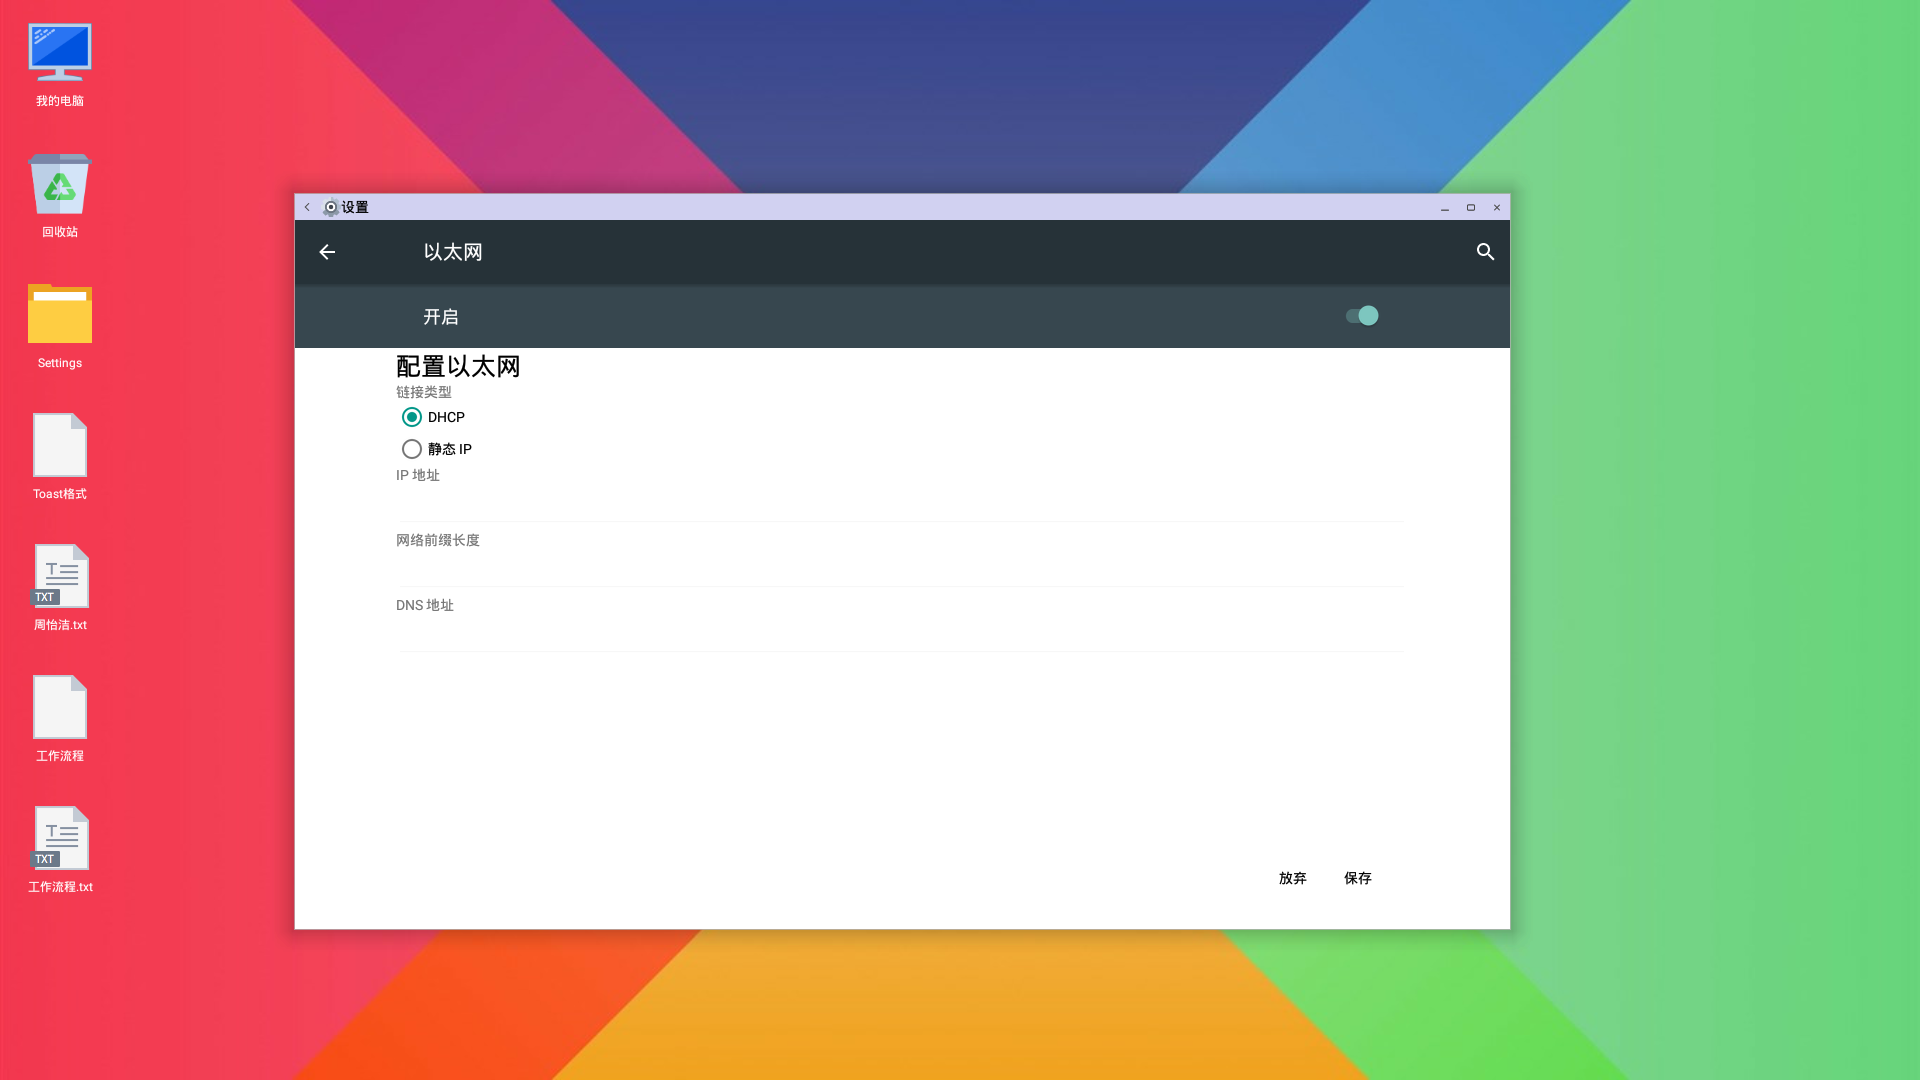 我的电脑
回收站
Settings
Toast格式
TXT
周怡洁.txt
工作流程
TXT
工作流程.txt
设置
以太网
开启
配置以太网
链接类型
DHCP
静态 IP
IP 地址
网络前缀长度
DNS 地址
放弃
保存